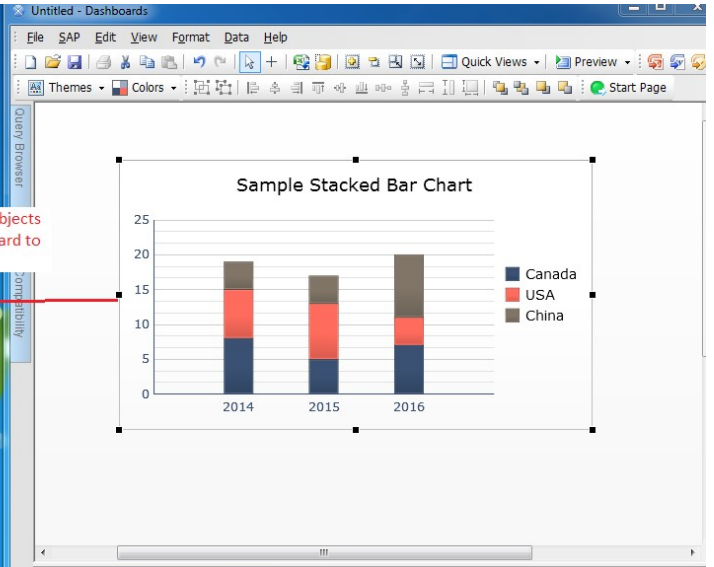 Untitled - Dashboards
File SAP Edit View Format Data Help
Quick Views Preview
Themes Colors Start Page
Query Browser
bjects
ard to
Compatibility
Sample Stacked Bar Chart
25
20
15
10
5
0
2014 2015 2016
Canada
USA
China